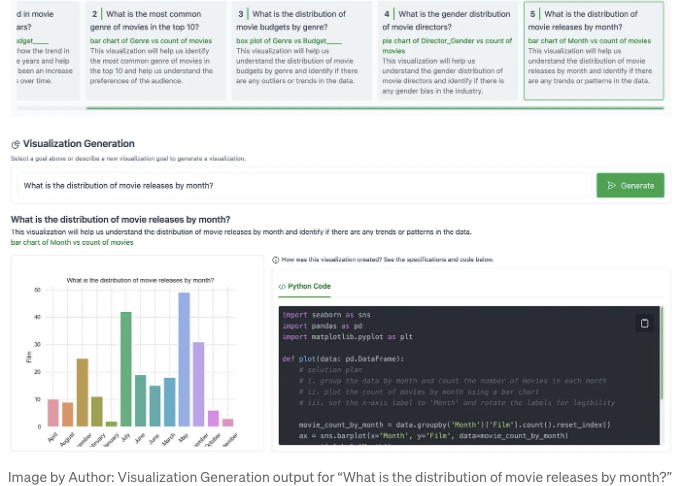 d in movie
ars?
dget____
how the trend in
e years and help
been an increase
over time.
2 What is the most common
genre of movies in the top 10?
bar chart of Genre vs count of movies
This visualization will help us identify
the most common genre of movies in
the top 10 and help us understand the
preferences of the audience.
3 What is the distribution of
movie budgets by genre?
box plot of Genre vs Budget____
This visualization will help us
understand the distribution of movie
budgets by genre and identify if there
are any outliers or trends in the data.
4 What is the gender distribution
of movie directors?
pie chart of Director_Gender vs count of
movies
This visualization will help us
understand the gender distribution of
movie directors and identify if there is
any gender bias in the industry.
5 What is the distribution of
movie releases by month?
bar chart of Month vs count of movies
This visualization will help us
understand the distribution of movie
releases by month and identify if there
are any trends or patterns in the data.
Visualization Generation
Select a goal above or describe a new visualization goal to generate a visualization.
What is the distribution of movie releases by month?
Generate
What is the distribution of movie releases by month?
This visualization will help us understand the distribution of movie releases by month and identify if there are any trends or patterns in the data.
bar chart of Month vs count of movies
How was this visualization created? See the specifications and code below.
What is the distribution of movie releases by month?
50
40
30
20
10
0
Film
April
August
cember
bruary
anuary
July
June
June
March
May
vember
October
tember
Python Code
import seaborn as sns
import pandas as pd
import matplotlib.pyplot as plt
def plot(data: pd.DataFrame):
# solution plan
# i. group the data by month and count the number of movies in each month
# ii. plot the count of movies by month using a bar chart
# iii. set the x-axis label to 'Month' and rotate the labels for legibility
movie_count_by_month = data.groupby('Month')['Film'].count().reset_index()
ax = sns.barplot(x='Month', y='Film', data=movie_count_by_month)
Image by Author: Visualization Generation output for “What is the distribution of movie releases by month?”